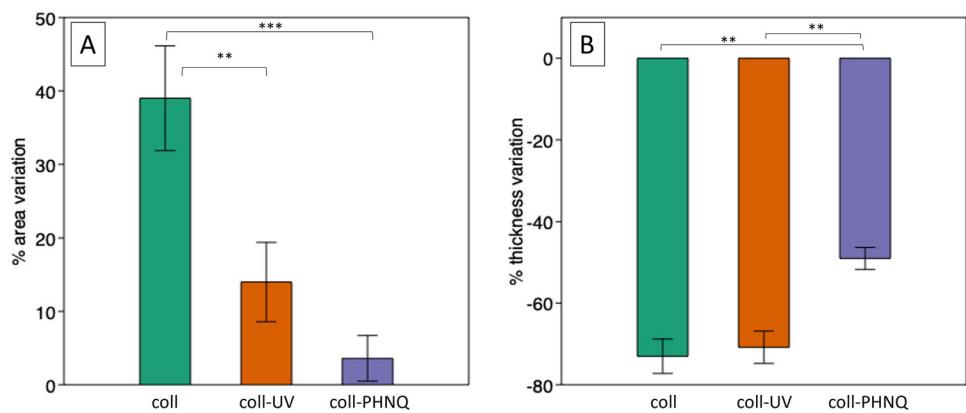 A
50
40
30
20
10
0
% area variation
***
**
coll
coll-UV
coll-PHNQ
B
0
-20
-40
-60
-80
% thickness variation
**
**
coll
coll-UV
coll-PHNQ